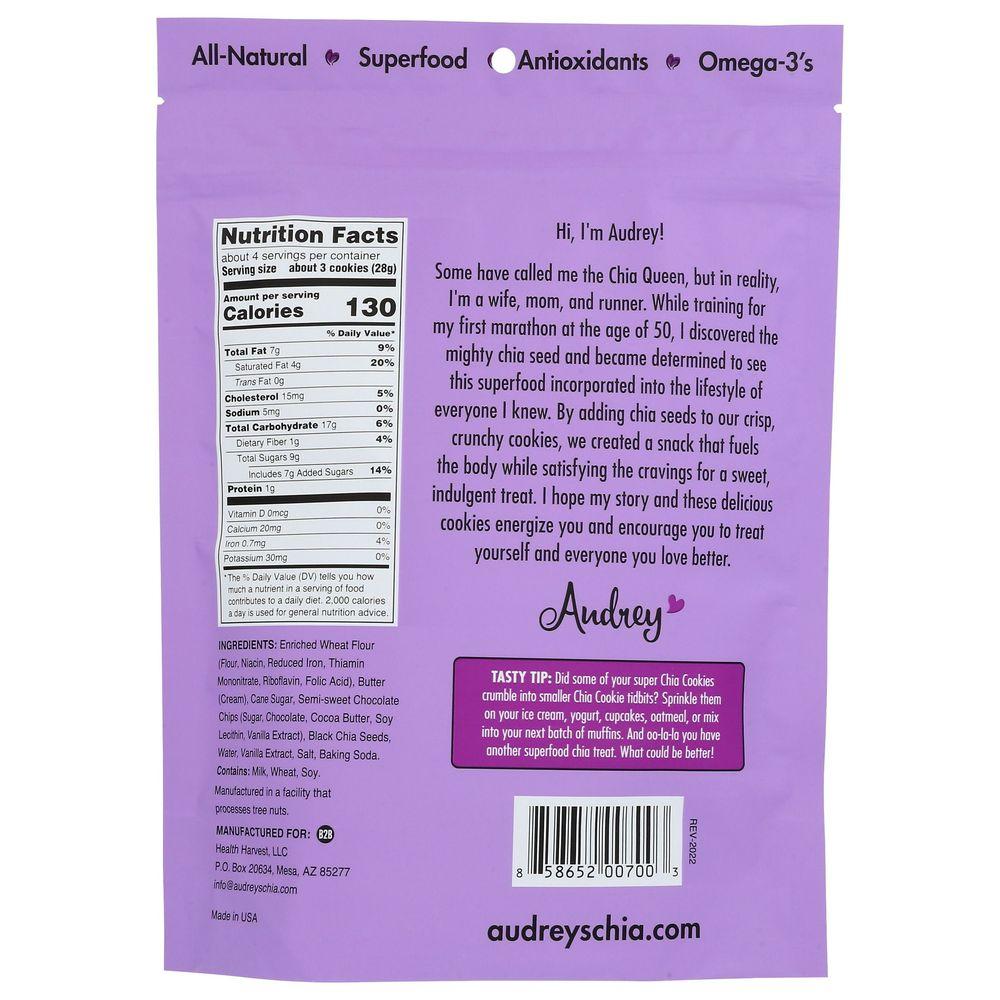 All-Natural Superfood Antioxidants Omega-3's
Nutrition Facts
about 4 servings per container
Serving size about 3 cookies (28g)
Amount per serving
Calories 130
% Daily Value*
Total Fat 7g 9%
Saturated Fat 4g 20%
Trans Fat 0g
Cholesterol 15mg 5%
Sodium 5mg 0%
Total Carbohydrate 17g 6%
Dietary Fiber 1g 4%
Total Sugars 9g
Includes 7g Added Sugars 14%
Protein 1g
Vitamin D 0mcg 0%
Calcium 20mg 0%
Iron 0.7mg 4%
Potassium 30mg 0%
*The % Daily Value (DV) tells you how
much a nutrient in a serving of food
contributes to a daily diet. 2,000 calories
a day is used for general nutrition advice.
INGREDIENTS: Enriched Wheat Flour
(Flour, Niacin, Reduced Iron, Thiamin
Mononitrate, Riboflavin, Folic Acid), Butter
(Cream), Cane Sugar, Semi-sweet Chocolate
Chips (Sugar, Chocolate, Cocoa Butter, Soy
Lecithin, Vanilla Extract), Black Chia Seeds,
Water, Vanilla Extract, Salt, Baking Soda.
Contains: Milk, Wheat, Soy.
Manufactured in a facility that
processes tree nuts.
MANUFACTURED FOR: B2B
Health Harvest, LLC
P.O. Box 20634, Mesa, AZ 85277
info@audreyschia.com
Made in USA
Hi, I'm Audrey!
Some have called me the Chia Queen, but in reality,
I'm a wife, mom, and runner. While training for
my first marathon at the age of 50, I discovered the
mighty chia seed and became determined to see
this superfood incorporated into the lifestyle of
everyone I knew. By adding chia seeds to our crisp,
crunchy cookies, we created a snack that fuels
the body while satisfying the cravings for a sweet,
indulgent treat. I hope my story and these delicious
cookies energize you and encourage you to treat
yourself and everyone you love better.
Audrey
TASTY TIP: Did some of your super Chia Cookies
crumble into smaller Chia Cookie tidbits? Sprinkle them
on your ice cream, yogurt, cupcakes, oatmeal, or mix
into your next batch of muffins. And oo-la-la you have
another superfood chia treat. What could be better!
8 58652 00700 3
REV-2022
audreyschia.com